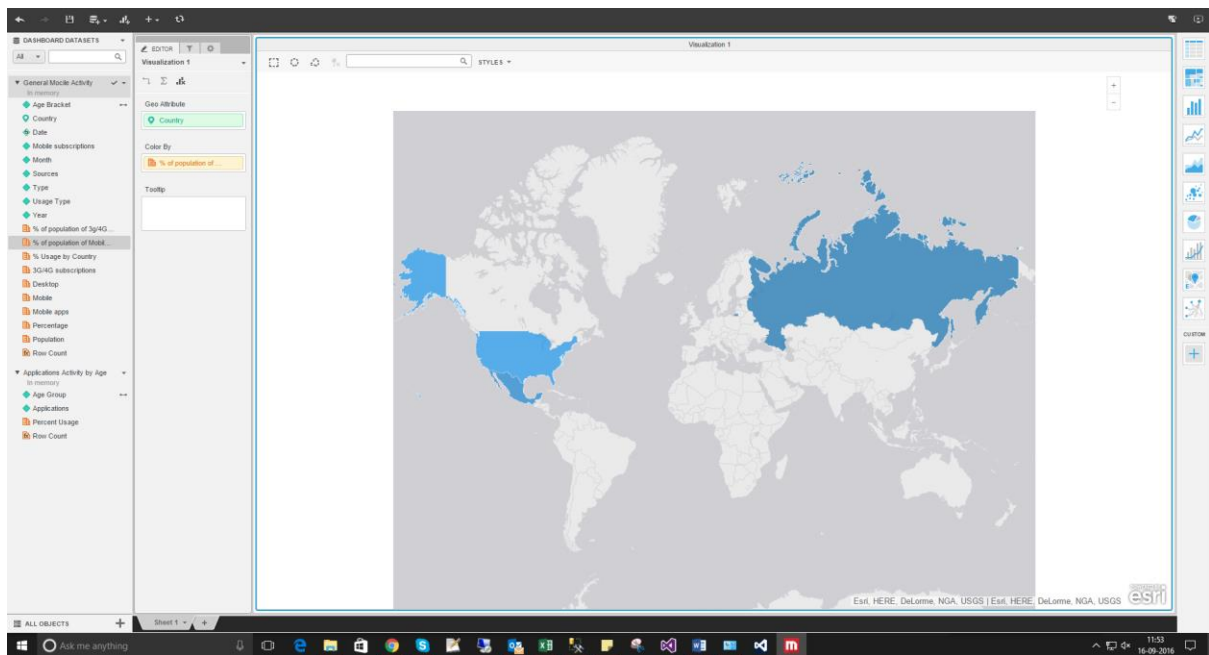 Visualization 1
DASHBOARD DATASETS
All
General Mocile Activity
In memory
Age Bracket
Country
Date
Mobile subscriptions
Month
Sources
Type
Usage Type
Year
% of population of 3g/4G...
% of population of Mobil...
% Usage by Country
3G/4G subscriptions
Desktop
Mobile
Mobile apps
Percentage
Population
Row Count
Applications Activity by Age
In memory
Age Group
Applications
Percent Usage
Row Count
ALL OBJECTS
EDITOR
Visualization 1
Geo Attribute
Country
Color By
% of population of ...
Tooltip
STYLES
Esri, HERE, DeLorme, NGA, USGS | Esri, HERE, DeLorme, NGA, USGS
esri
CUSTOM
Sheet 1
Ask me anything
11:53
16-09-2016